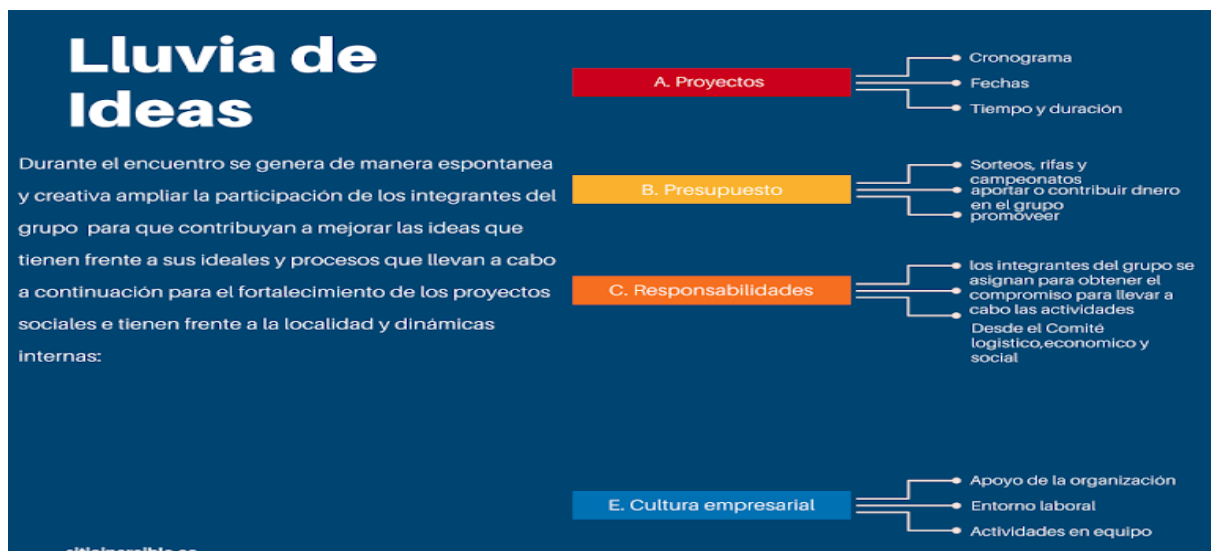 Lluvia de
Ideas
Durante el encuentro se genera de manera espontanea
y creativa ampliar la participación de los integrantes del
grupo para que contribuyan a mejorar las ideas que
tienen frente a sus ideales y procesos que llevan a cabo
a continuación para el fortalecimiento de los proyectos
sociales e tienen frente a la localidad y dinámicas
internas:
A. Proyectos
Cronograma
Fechas
Tiempo y duración
B. Presupuesto
Sorteos, rifas y
campeonatos
aportar o contribuir dnero
en el grupo
promoveer
C. Responsabilidades
los integrantes del grupo se
asignan para obtener el
compromiso para llevar a
cabo las actividades
Desde el Comité
logistico,economico y
social
E. Cultura empresarial
Apoyo de la organización
Entorno laboral
Actividades en equipo